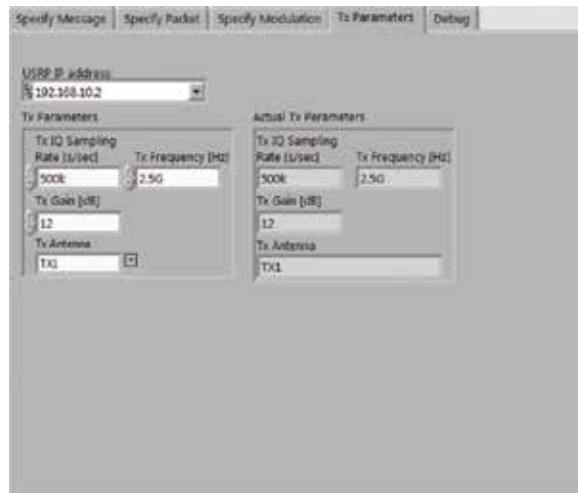 Specify Message Specify Packet Specify Modulation Tx Parameters Debug
USRP IP address
192.168.10.2
Tx Parameters
Tx IQ Sampling
Rate [s/sec] Tx Frequency [Hz]
500k 2.5G
Tx Gain [dB]
12
Tx Antenna
TX1
Actual Tx Parameters
Tx IQ Sampling
Rate [s/sec] Tx Frequency [Hz]
500k 2.5G
Tx Gain [dB]
12
Tx Antenna
TX1